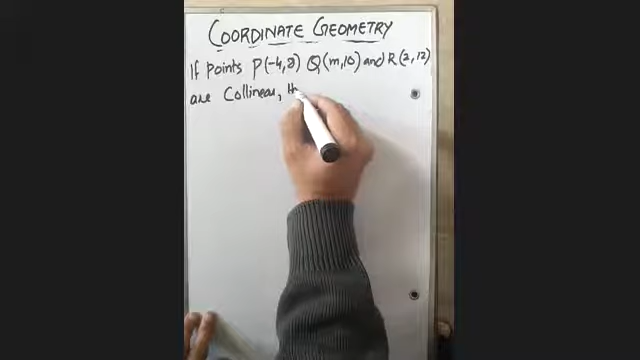 COORDINATE GEOMETRY
If Points P(-4,8) Q(m,10) and R(2,12)
are Collinear,